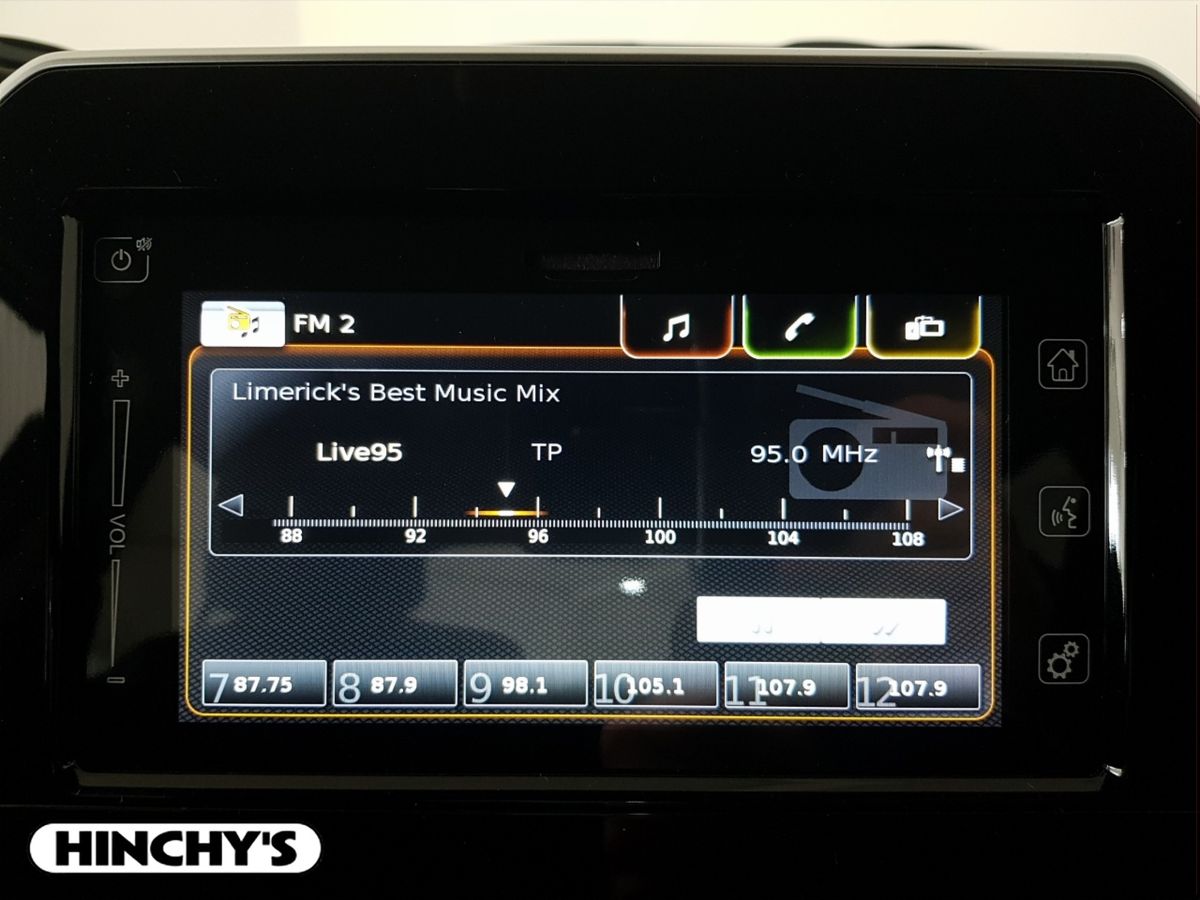 FM 2
Limerick's Best Music Mix
Live95 TP 95.0 MHz
88 92 96 100 104 108
VOL
7 87.75 8 87.9 9 98.1 10 105.1 11 107.9 12 107.9
HINCHY'S